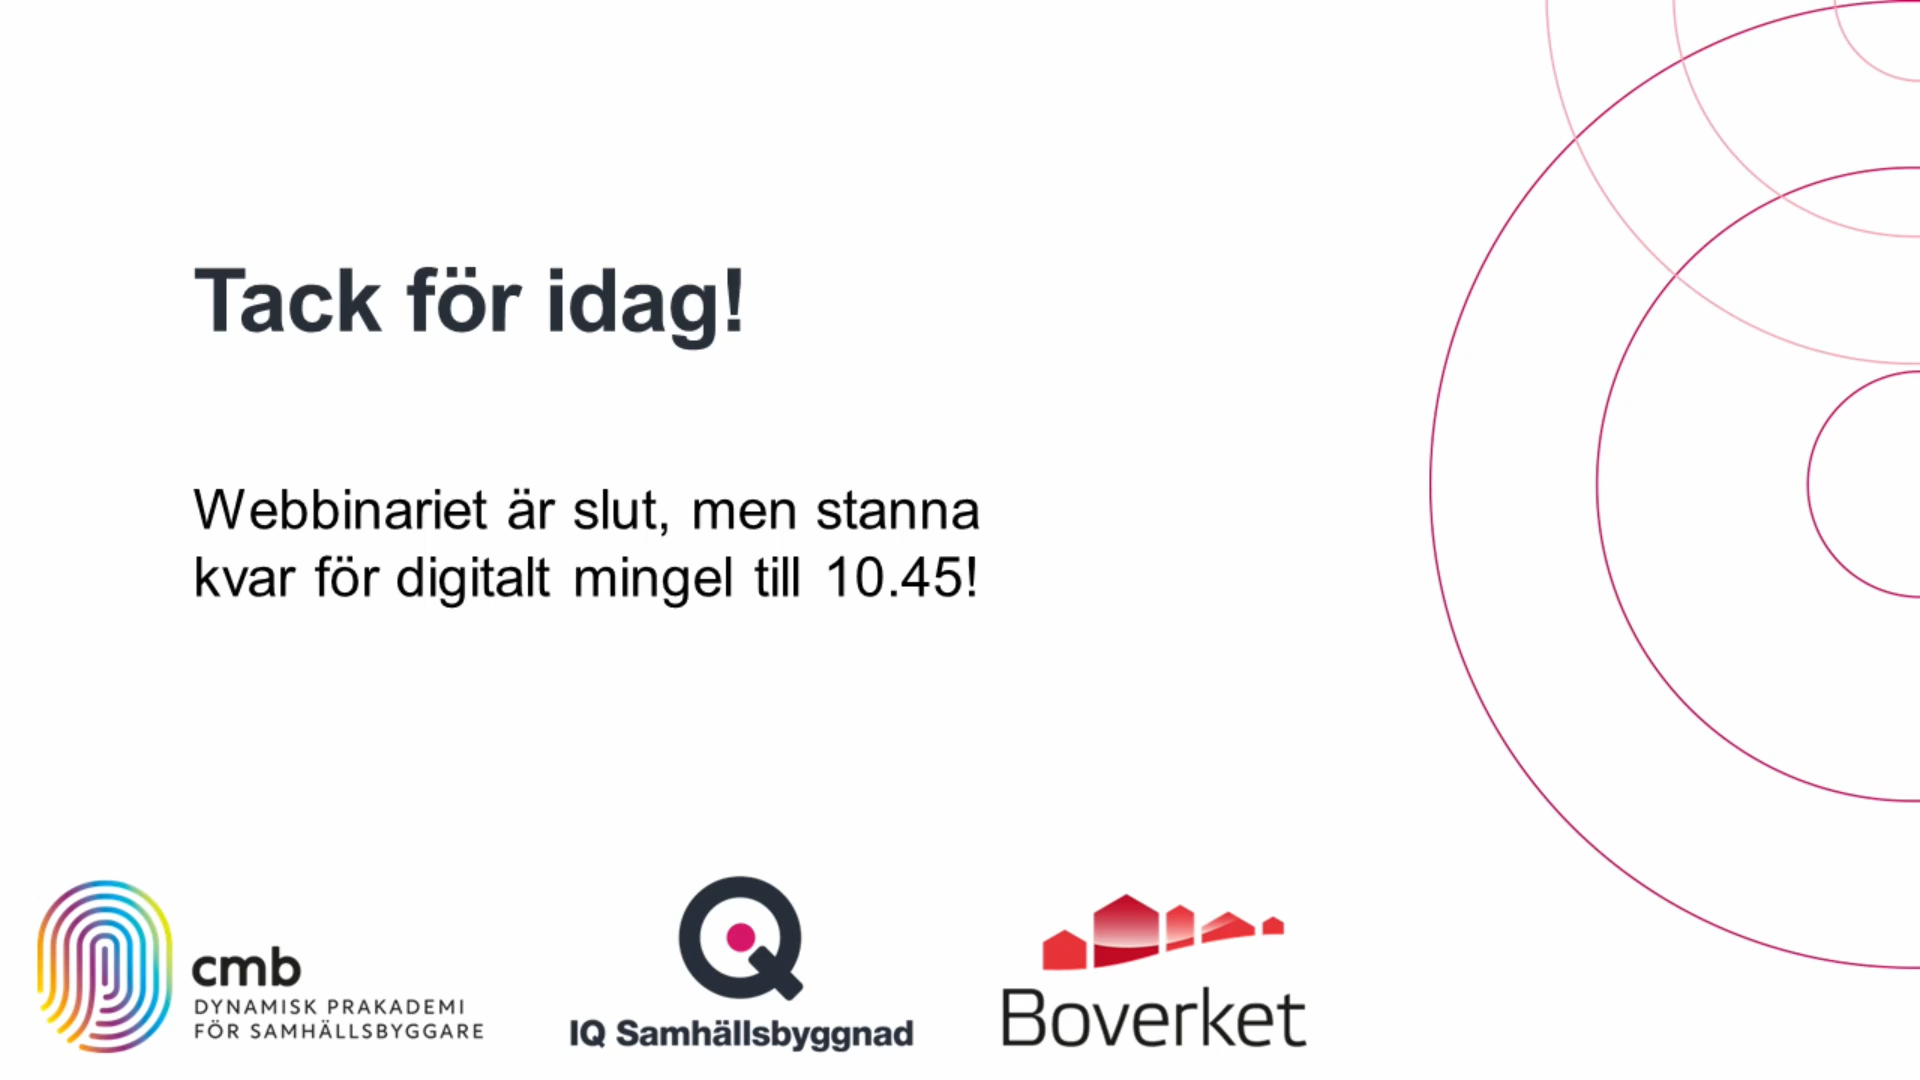 Tack för idag!
Webbinariet är slut, men stanna
kvar för digitalt mingel till 10.45!
cmb
DYNAMISK PRAKADEMI
FÖR SAMHÄLLSBYGGARE
IQ Samhällsbyggnad
Boverket